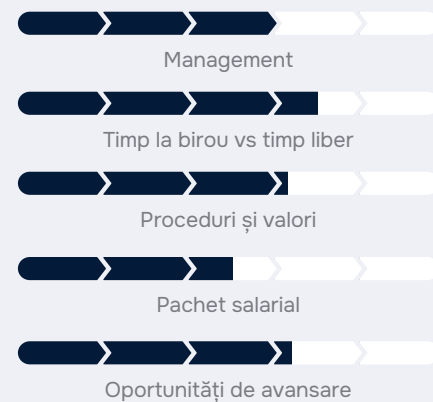 Management
Timp la birou vs timp liber
Proceduri și valori
Pachet salarial
Oportunități de avansare